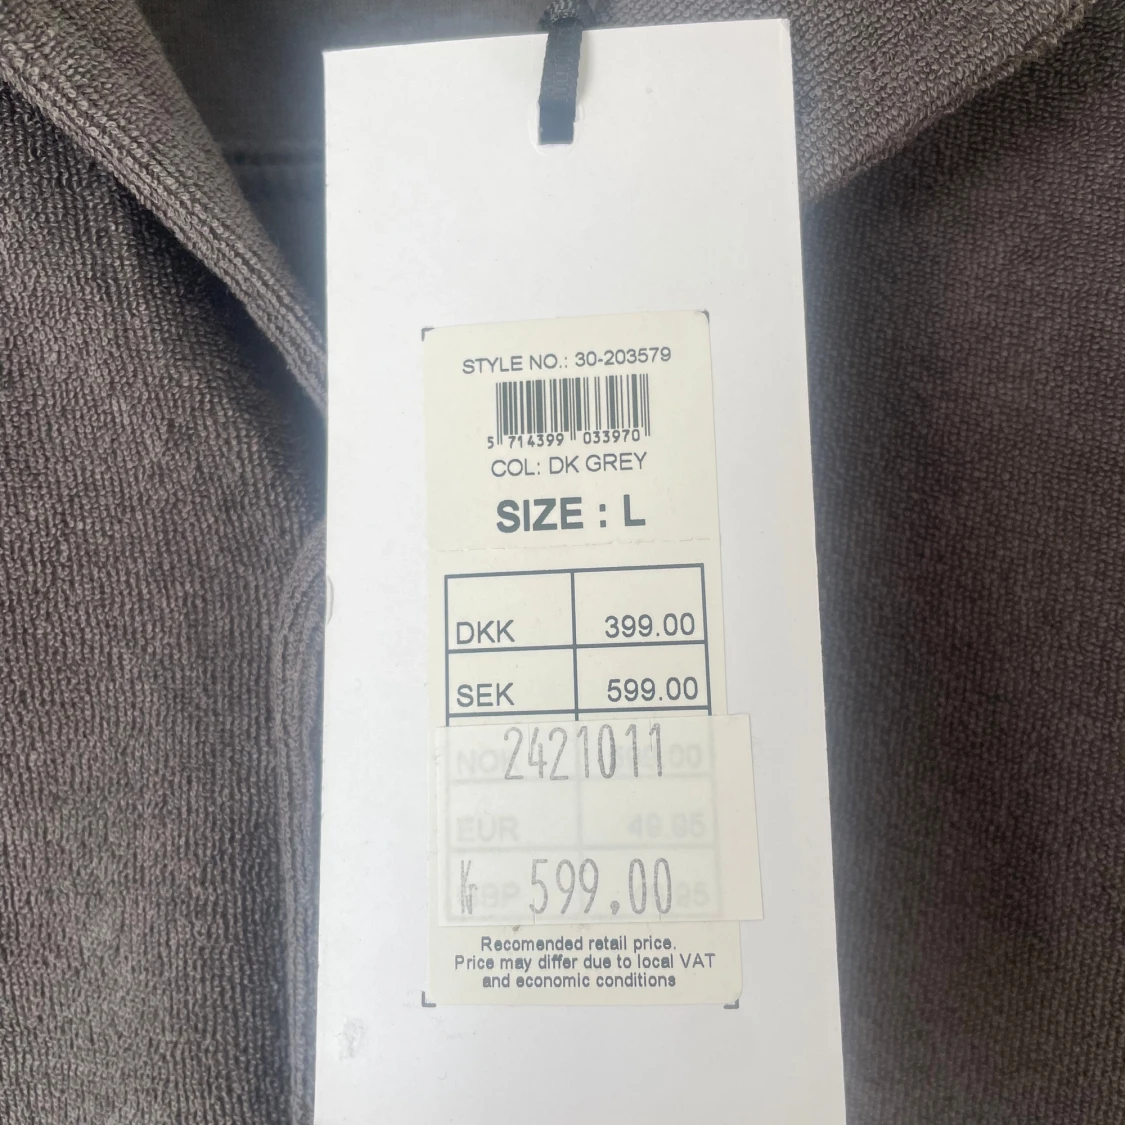 STYLE NO.: 30-203579
5 714399 033970
COL: DK GREY
SIZE : L
DKK 399.00
SEK 599.00
2421011
EUR 49.95
Kr 599.00
Recomended retail price.
Price may differ due to local VAT
and economic conditions